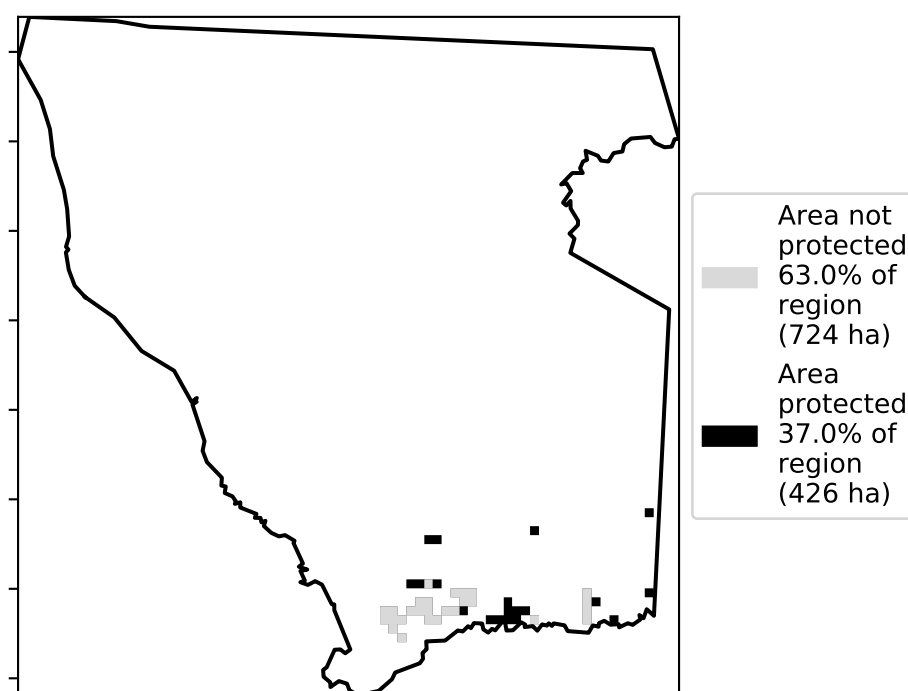 Area not
protected
63.0% of
region
(724 ha)
Area
protected
37.0% of
region
(426 ha)